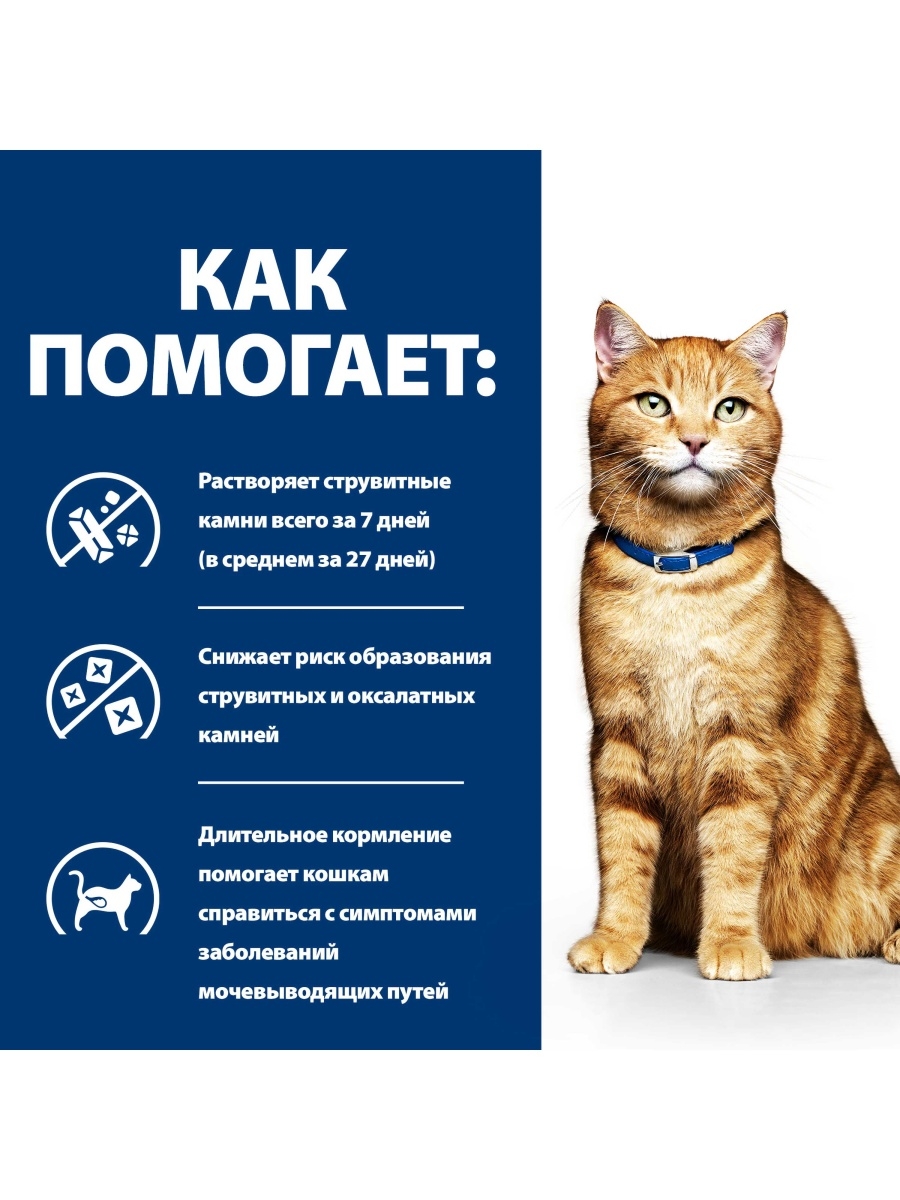 КАК
ПОМОГАЕТ:
Растворяет струвитные
камни всего за 7 дней
(в среднем за 27 дней)
Снижает риск образования
струвитных и оксалатных
камней
Длительное кормление
помогает кошкам
справиться с симптомами
заболеваний
мочевыводящих путей